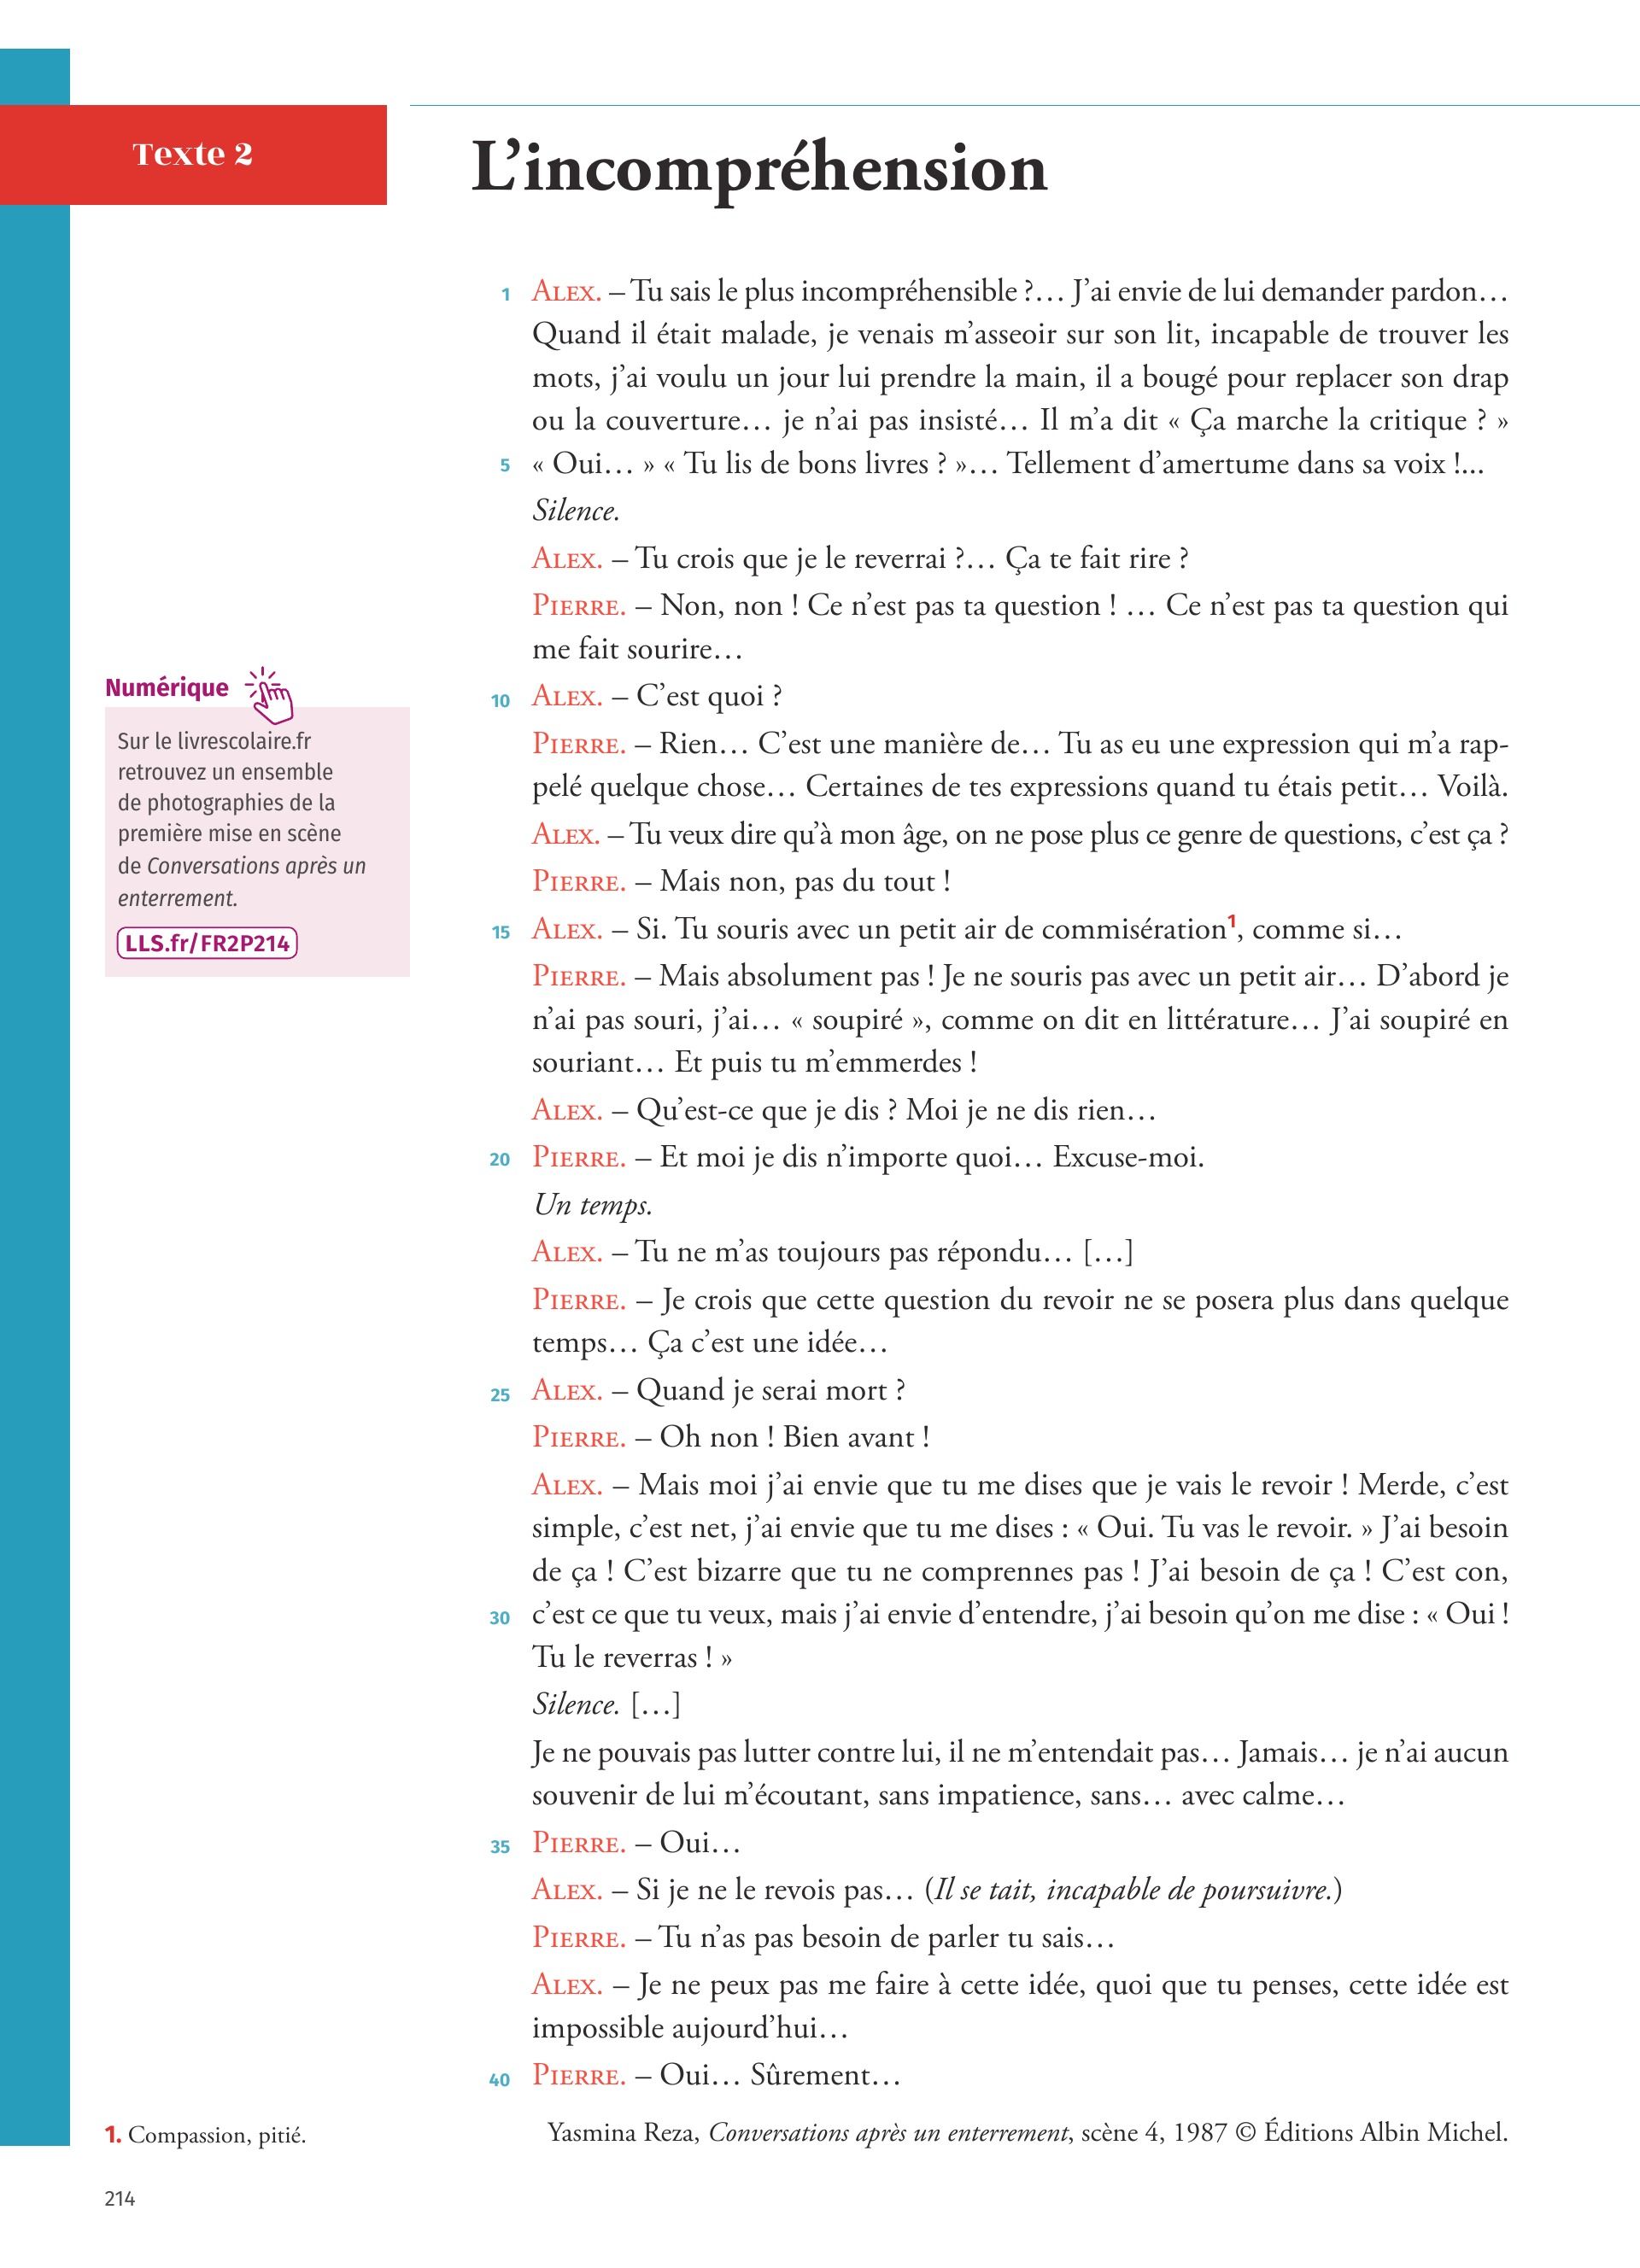 Texte 2
L’incompréhension
1 ALEX. – Tu sais le plus incompréhensible ?… J’ai envie de lui demander pardon…
Quand il était malade, je venais m’asseoir sur son lit, incapable de trouver les
mots, j’ai voulu un jour lui prendre la main, il a bougé pour replacer son drap
ou la couverture… je n’ai pas insisté… Il m’a dit « Ça marche la critique ? »
5 « Oui… » « Tu lis de bons livres ? »… Tellement d’amertume dans sa voix !...
Silence.
ALEX. – Tu crois que je le reverrai ?… Ça te fait rire ?
PIERRE. – Non, non ! Ce n’est pas ta question ! … Ce n’est pas ta question qui
me fait sourire…
10 ALEX. – C’est quoi ?
PIERRE. – Rien… C’est une manière de… Tu as eu une expression qui m’a rap-
pelé quelque chose… Certaines de tes expressions quand tu étais petit… Voilà.
ALEX. – Tu veux dire qu’à mon âge, on ne pose plus ce genre de questions, c’est ça ?
PIERRE. – Mais non, pas du tout !
15 ALEX. – Si. Tu souris avec un petit air de commisération1, comme si…
PIERRE. – Mais absolument pas ! Je ne souris pas avec un petit air… D’abord je
n’ai pas souri, j’ai… « soupiré », comme on dit en littérature… J’ai soupiré en
souriant… Et puis tu m’emmerdes !
ALEX. – Qu’est-ce que je dis ? Moi je ne dis rien…
20 PIERRE. – Et moi je dis n’importe quoi… Excuse-moi.
Un temps.
ALEX. – Tu ne m’as toujours pas répondu… […]
PIERRE. – Je crois que cette question du revoir ne se posera plus dans quelque
temps… Ça c’est une idée…
25 ALEX. – Quand je serai mort ?
PIERRE. – Oh non ! Bien avant !
ALEX. – Mais moi j’ai envie que tu me dises que je vais le revoir ! Merde, c’est
simple, c’est net, j’ai envie que tu me dises : « Oui. Tu vas le revoir. » J’ai besoin
de ça ! C’est bizarre que tu ne comprennes pas ! J’ai besoin de ça ! C’est con,
30 c’est ce que tu veux, mais j’ai envie d’entendre, j’ai besoin qu’on me dise : « Oui !
Tu le reverras ! »
Silence. […]
Je ne pouvais pas lutter contre lui, il ne m’entendait pas… Jamais… je n’ai aucun
souvenir de lui m’écoutant, sans impatience, sans… avec calme…
35 PIERRE. – Oui…
ALEX. – Si je ne le revois pas… (Il se tait, incapable de poursuivre.)
PIERRE. – Tu n’as pas besoin de parler tu sais…
ALEX. – Je ne peux pas me faire à cette idée, quoi que tu penses, cette idée est
impossible aujourd’hui…
40 PIERRE. – Oui… Sûrement…
Yasmina Reza, Conversations après un enterrement, scène 4, 1987 © Éditions Albin Michel.
Numérique
Sur le livrescolaire.fr
retrouvez un ensemble
de photographies de la
première mise en scène
de Conversations après un
enterrement.
LLS.fr/FR2P214
1. Compassion, pitié.
214